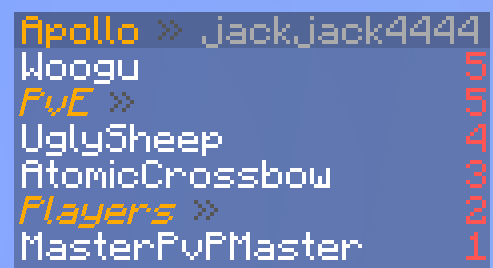 Apollo » jackjack4444
Woogu 5
PvE » 5
UglySheep 4
AtomicCrossbow 3
Players » 2
MasterPvPMaster 1